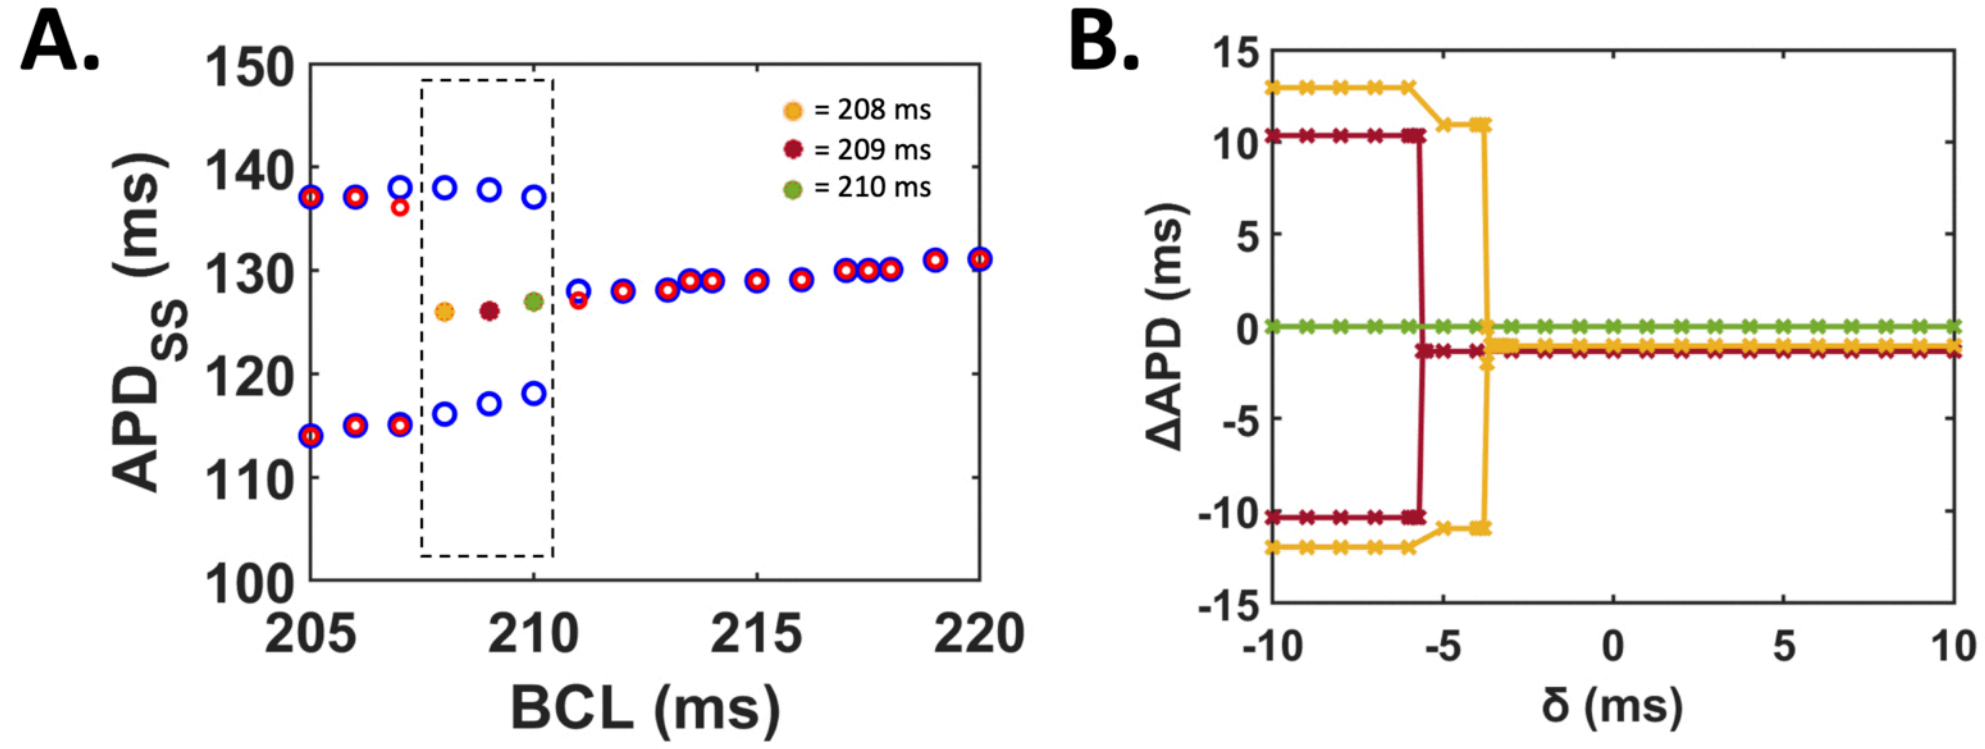 A.
APDSS (ms)
150
140
130
120
110
100
205 210 215 220
BCL (ms)
= 208 ms
= 209 ms
= 210 ms
B.
ΔAPD (ms)
15
10
5
0
-5
-10
-15
-10 -5 0 5 10
δ (ms)